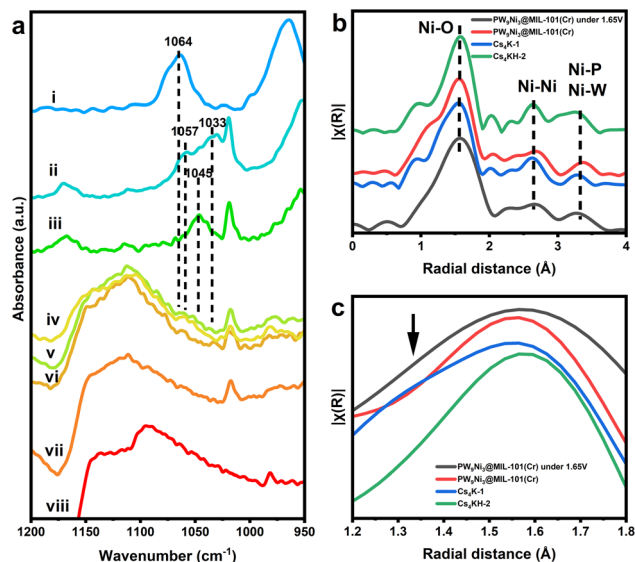 a
1064
i
1057
1033
ii
1045
iii
iv
v
vi
vii
viii
Absorbance (a.u.)
1200 1150 1100 1050 1000 950
Wavenumber (cm⁻¹)
b
PW₉Ni₃@MIL-101(Cr) under 1.65V
PW₉Ni₃@MIL-101(Cr)
Cs₄K-1
Cs₄KH-2
Ni-O
Ni-Ni
Ni-P
Ni-W
|χ(R)|
0 1 2 3 4
Radial distance (Å)
c
PW₉Ni₃@MIL-101(Cr) under 1.65V
PW₉Ni₃@MIL-101(Cr)
Cs₄K-1
Cs₄KH-2
|χ(R)|
1.2 1.3 1.4 1.5 1.6 1.7 1.8
Radial distance (Å)